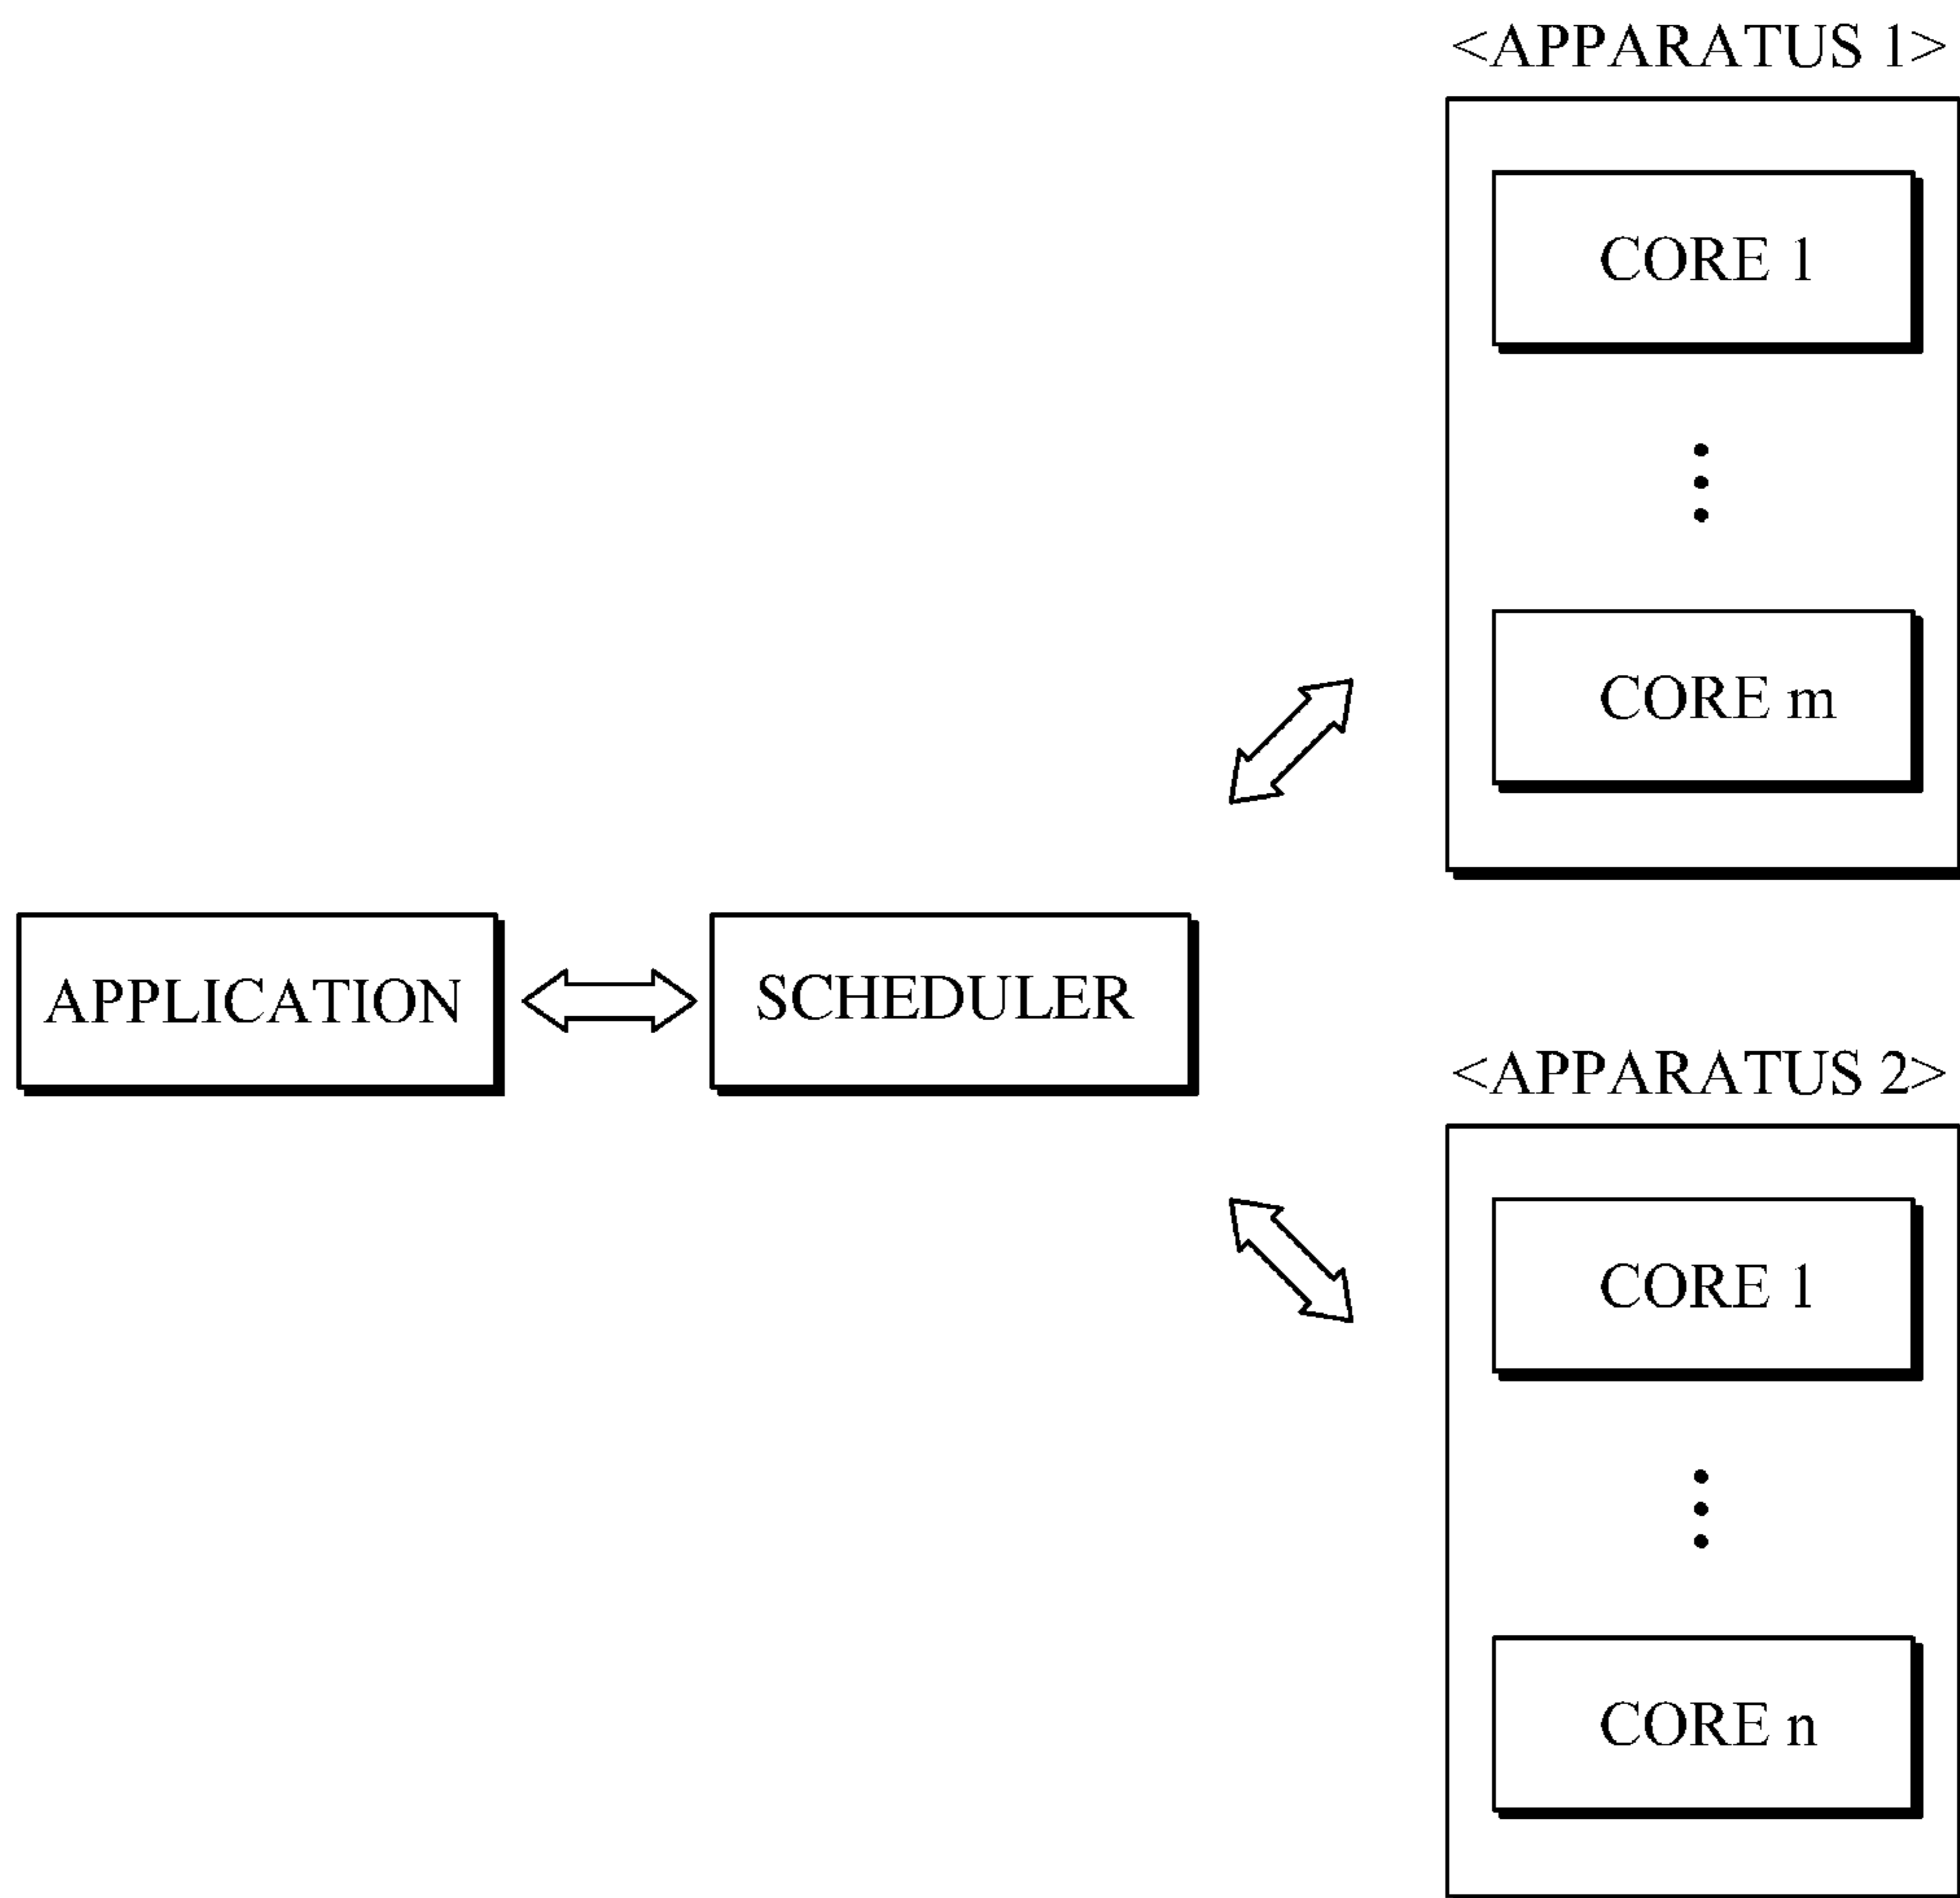 <APPARATUS 1>
CORE 1
CORE m
APPLICATION
SCHEDULER
<APPARATUS 2>
CORE 1
CORE n